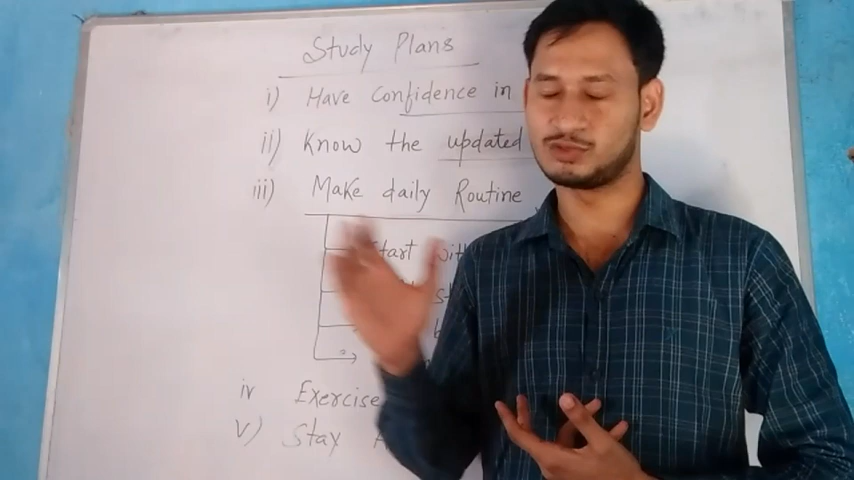 Study Plans
i) Have confidence in
ii) Know the updated
iii) Make daily Routine
Start with
iv Exercise
v) Stay